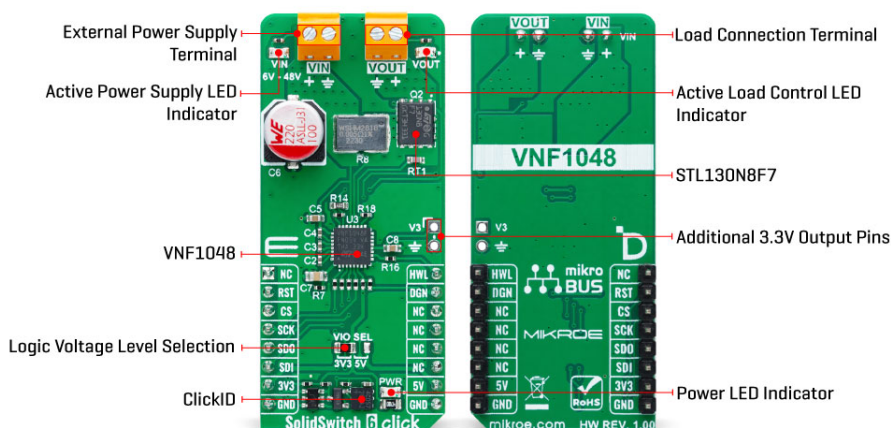 External Power Supply
Terminal
VIN
6V - 48V
Active Power Supply LED
Indicator
VIN
+
VOUT
+
VOUT
Load Connection Terminal
Active Load Control LED
Indicator
WE
220
100
C6
R8
Q2
RT1
STL130N8F7
R14
C5
R18
U3
C4
C3
C2
C7
R7
C8
R16
V3
VNF1048
Additional 3.3V Output Pins
NC
RST
CS
SCK
SDO
SDI
3V3
GND
HWL
DGN
NC
NC
NC
NC
5V
GND
Logic Voltage Level Selection
VIO SEL
3V3 5V
ClickID
PWR
Power LED Indicator
SolidSwitch 6 click
VOUT
+
VIN
+
VIN
VNF1048
V3
HWL
DGN
NC
NC
NC
NC
5V
GND
mikro
BUS
MIKROE
RoHS
NC
RST
CS
SCK
SDO
SDI
3V3
GND
mikroe.com
HW REV. 1.00